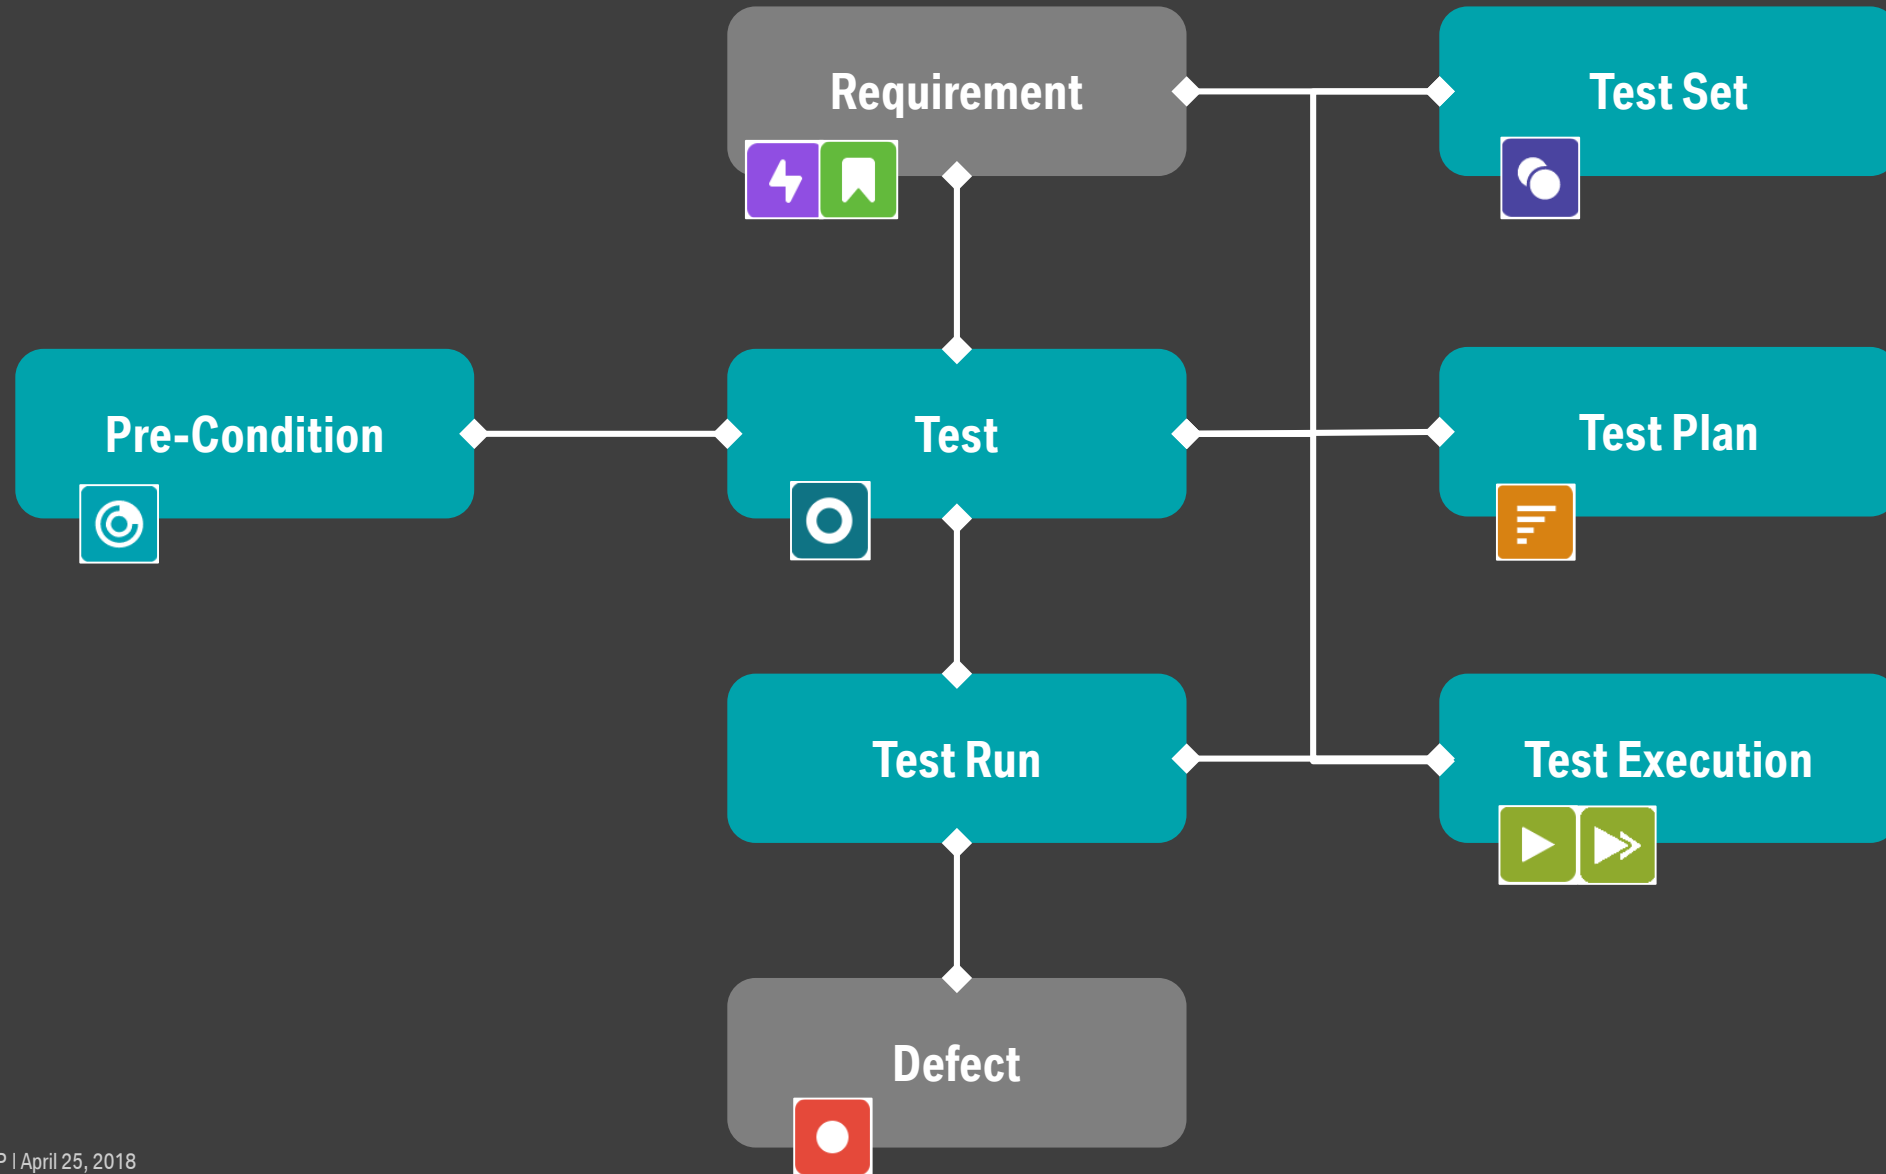 Requirement
Test Set
Pre-Condition
Test
Test Plan
Test Run
Test Execution
Defect
P | April 25, 2018